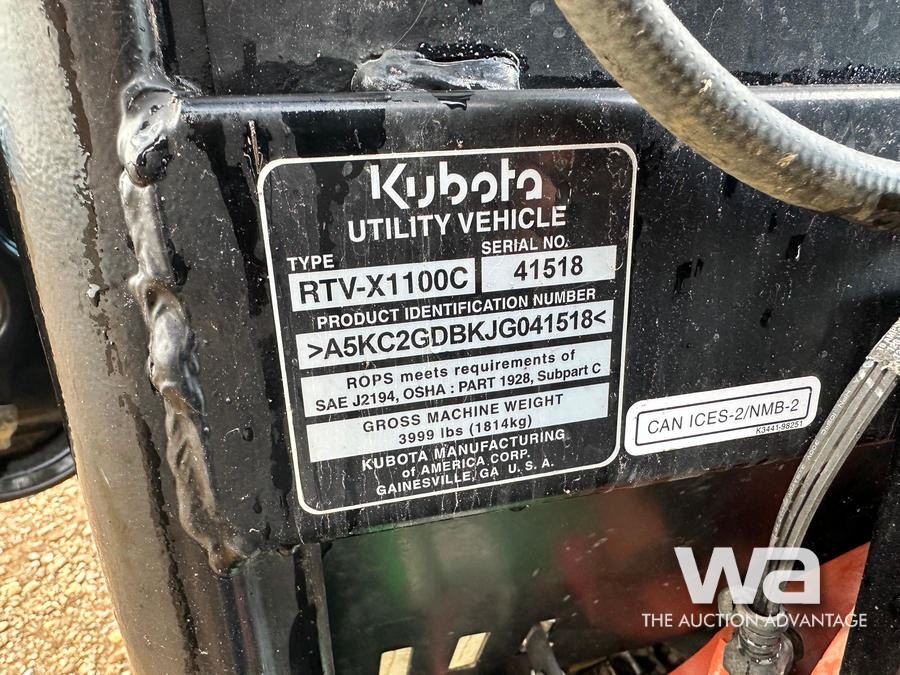 Kubota
UTILITY VEHICLE
TYPE
SERIAL NO.
RTV-X1100C
41518
PRODUCT IDENTIFICATION NUMBER
>A5KC2GDBKJG041518<
ROPS meets requirements of
SAE J2194, OSHA : PART 1928, Subpart C
GROSS MACHINE WEIGHT
3999 lbs (1814kg)
KUBOTA MANUFACTURING
of AMERICA CORP.
GAINESVILLE, GA U. S. A.
CAN ICES-2/NMB-2
K3441-98251
wa
THE AUCTION ADVANTAGE